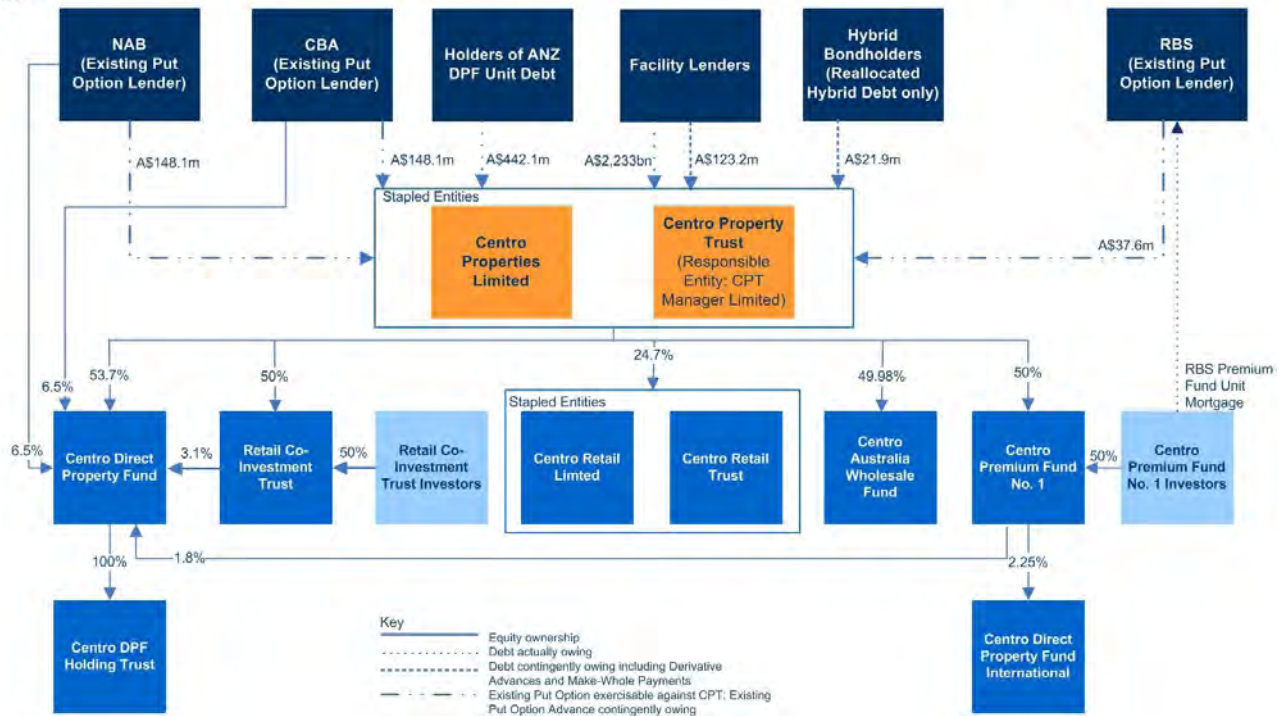 NAB
(Existing Put
Option Lender)
CBA
(Existing Put
Option Lender)
Holders of ANZ
DPF Unit Debt
Facility Lenders
Hybrid
Bondholders
(Reallocated
Hybrid Debt only)
RBS
(Existing Put
Option Lender)
A$148.1m
A$148.1m
A$442.1m
A$2,233bn
A$123.2m
A$21.9m
A$37.6m
Stapled Entities
Centro
Properties
Limited
Centro Property
Trust
(Responsible
Entity: CPT
Manager Limited)
6.5%
6.5%
53.7%
50%
24.7%
49.98%
50%
RBS Premium
Fund Unit
Mortgage
Centro Direct
Property Fund
3.1%
Retail Co-
Investment
Trust
50%
Retail Co-
Investment
Trust Investors
Stapled Entities
Centro Retail
Limted
Centro Retail
Trust
Centro
Australia
Wholesale
Fund
Centro
Premium Fund
No. 1
50%
Centro
Premium Fund
No. 1 Investors
100%
1.8%
2.25%
Centro DPF
Holding Trust
Centro Direct
Property Fund
International
Key
Equity ownership
Debt actually owing
Debt contingently owing including Derivative
Advances and Make-Whole Payments
Existing Put Option exercisable against CPT: Existing
Put Option Advance contingently owing